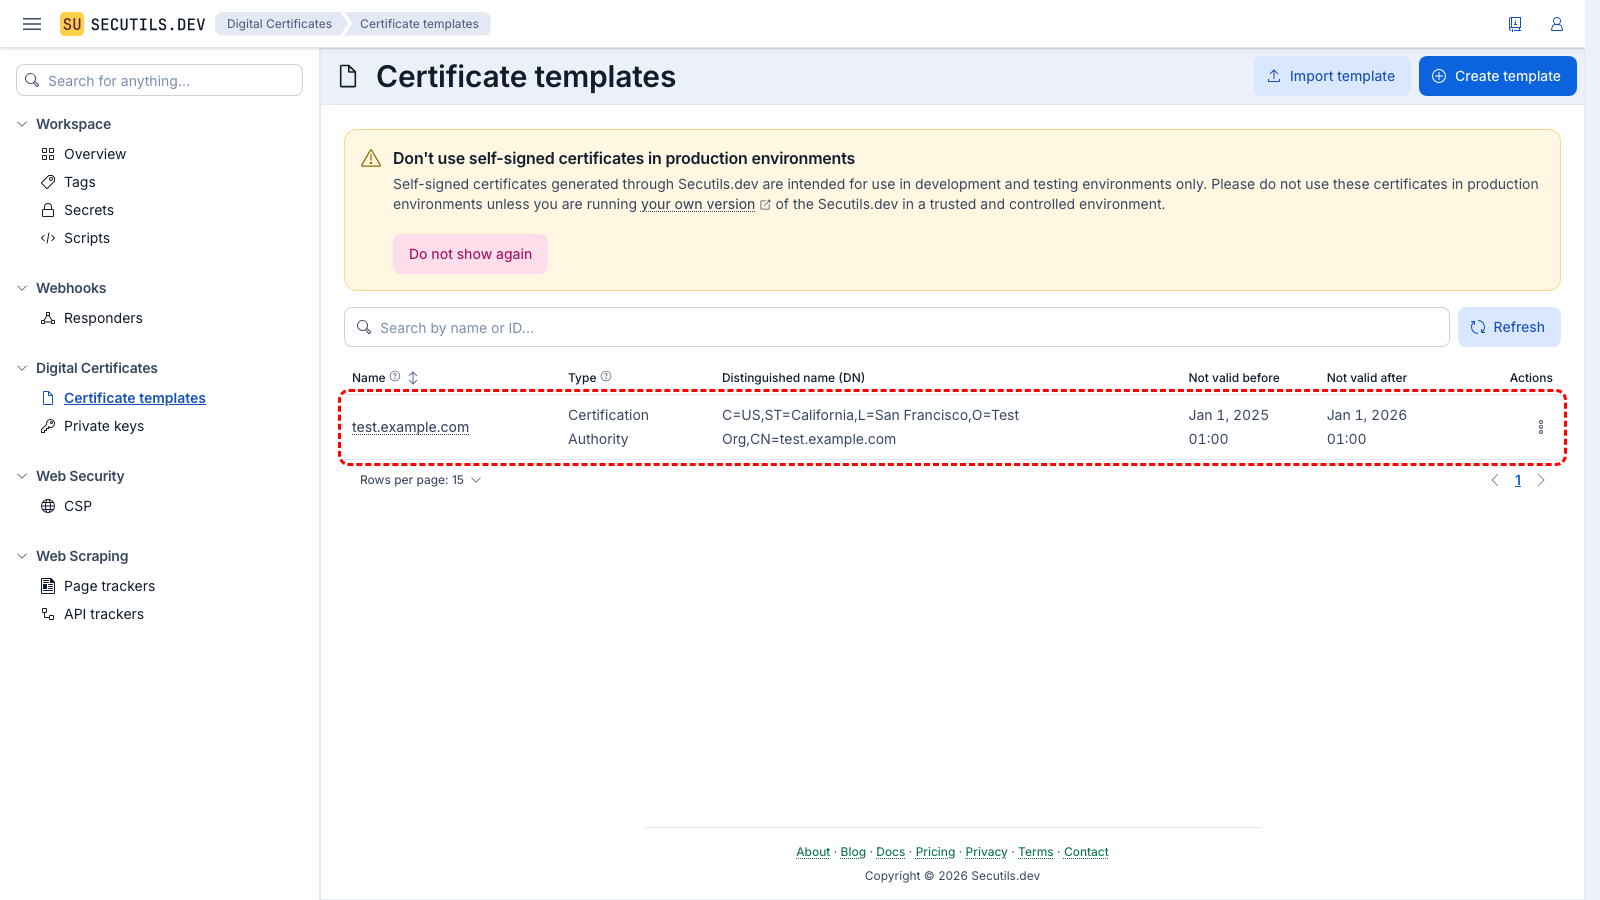 SU SECUTILS.DEV
Digital Certificates
Certificate templates
Search for anything...
Workspace
Overview
Tags
Secrets
Scripts
Webhooks
Responders
Digital Certificates
Certificate templates
Private keys
Web Security
CSP
Web Scraping
Page trackers
API trackers
Certificate templates
Import template
Create template
Don't use self-signed certificates in production environments
Self-signed certificates generated through Secutils.dev are intended for use in development and testing environments only. Please do not use these certificates in production
environments unless you are running your own version of the Secutils.dev in a trusted and controlled environment.
Do not show again
Search by name or ID...
Refresh
Name Type Distinguished name (DN) Not valid before Not valid after Actions
test.example.com
Certification
Authority
C=US,ST=California,L=San Francisco,O=Test
Org,CN=test.example.com
Jan 1, 2025
01:00
Jan 1, 2026
01:00
Rows per page: 15
1
About · Blog · Docs · Pricing · Privacy · Terms · Contact
Copyright © 2026 Secutils.dev